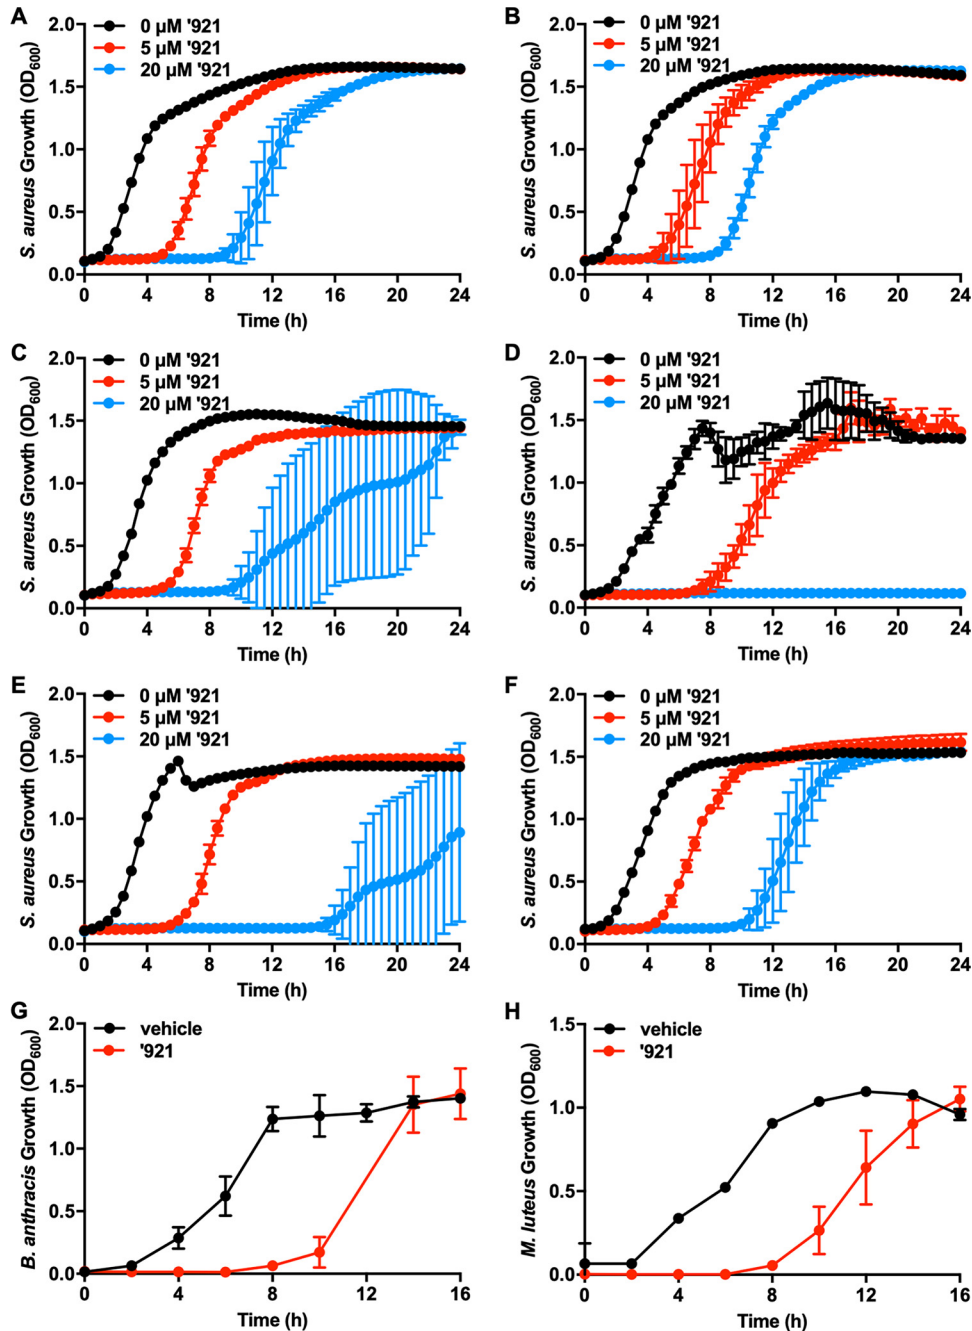 A
0 µM '921
5 µM '921
20 µM '921
S. aureus Growth (OD600)
2.0
1.5
1.0
0.5
0.0
0 4 8 12 16 20 24
Time (h)
B
0 µM '921
5 µM '921
20 µM '921
S. aureus Growth (OD600)
2.0
1.5
1.0
0.5
0.0
0 4 8 12 16 20 24
Time (h)
C
0 µM '921
5 µM '921
20 µM '921
S. aureus Growth (OD600)
2.0
1.5
1.0
0.5
0.0
0 4 8 12 16 20 24
Time (h)
D
0 µM '921
5 µM '921
20 µM '921
S. aureus Growth (OD600)
2.0
1.5
1.0
0.5
0.0
0 4 8 12 16 20 24
Time (h)
E
0 µM '921
5 µM '921
20 µM '921
S. aureus Growth (OD600)
2.0
1.5
1.0
0.5
0.0
0 4 8 12 16 20 24
Time (h)
F
0 µM '921
5 µM '921
20 µM '921
S. aureus Growth (OD600)
2.0
1.5
1.0
0.5
0.0
0 4 8 12 16 20 24
Time (h)
G
vehicle
'921
B. anthracis Growth (OD600)
2.0
1.5
1.0
0.5
0.0
0 4 8 12 16
Time (h)
H
vehicle
'921
M. luteus Growth (OD600)
1.5
1.0
0.5
0.0
0 4 8 12 16
Time (h)